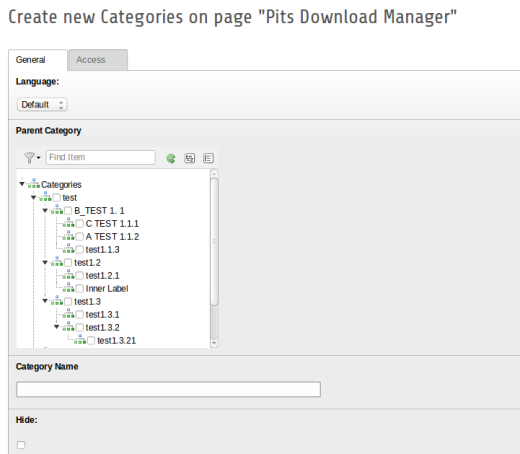 Create new Categories on page "Pits Download Manager"
General Access
Language:
Default
Parent Category
Find Item
Categories
test
B_TEST 1. 1
C TEST 1.1.1
A TEST 1.1.2
test1.1.3
test1.2
test1.2.1
Inner Label
test1.3
test1.3.1
test1.3.2
test1.3.21
Category Name
Hide: